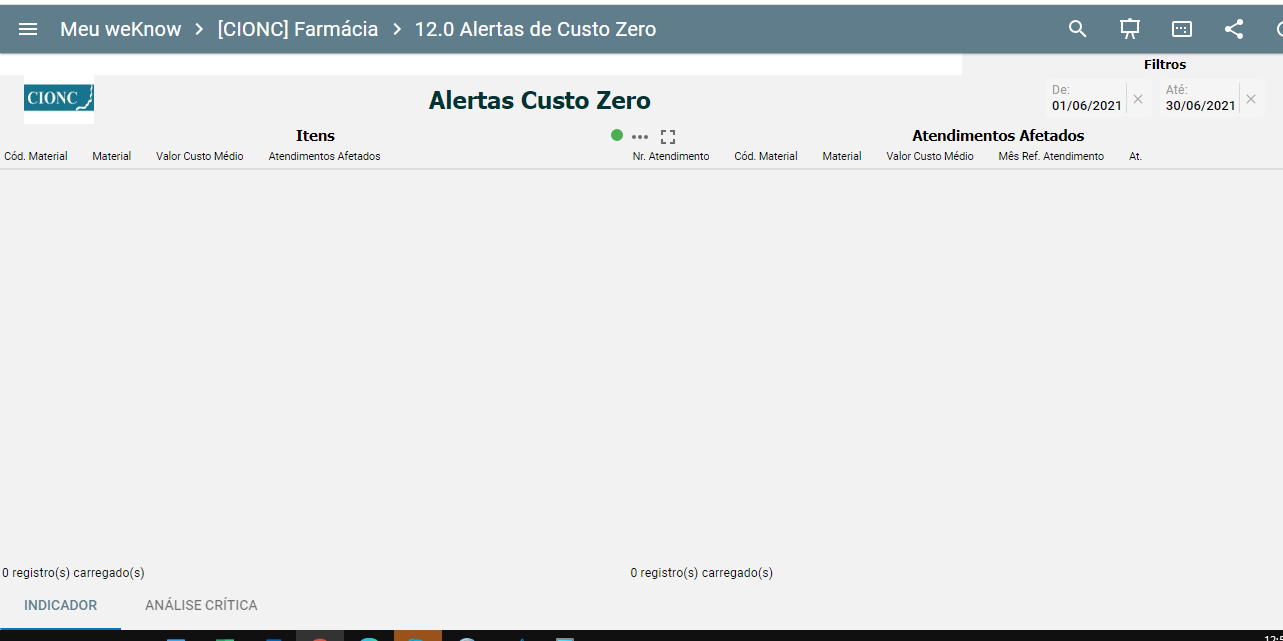 Meu weKnow > [CIONC] Farmácia > 12.0 Alertas de Custo Zero
Filtros
CIONC
Alertas Custo Zero
De:
01/06/2021
Até:
30/06/2021
Itens
Atendimentos Afetados
Cód. Material Material Valor Custo Médio Atendimentos Afetados
Nr. Atendimento Cód. Material Material Valor Custo Médio Mês Ref. Atendimento At.
0 registro(s) carregado(s)
0 registro(s) carregado(s)
INDICADOR ANÁLISE CRÍTICA